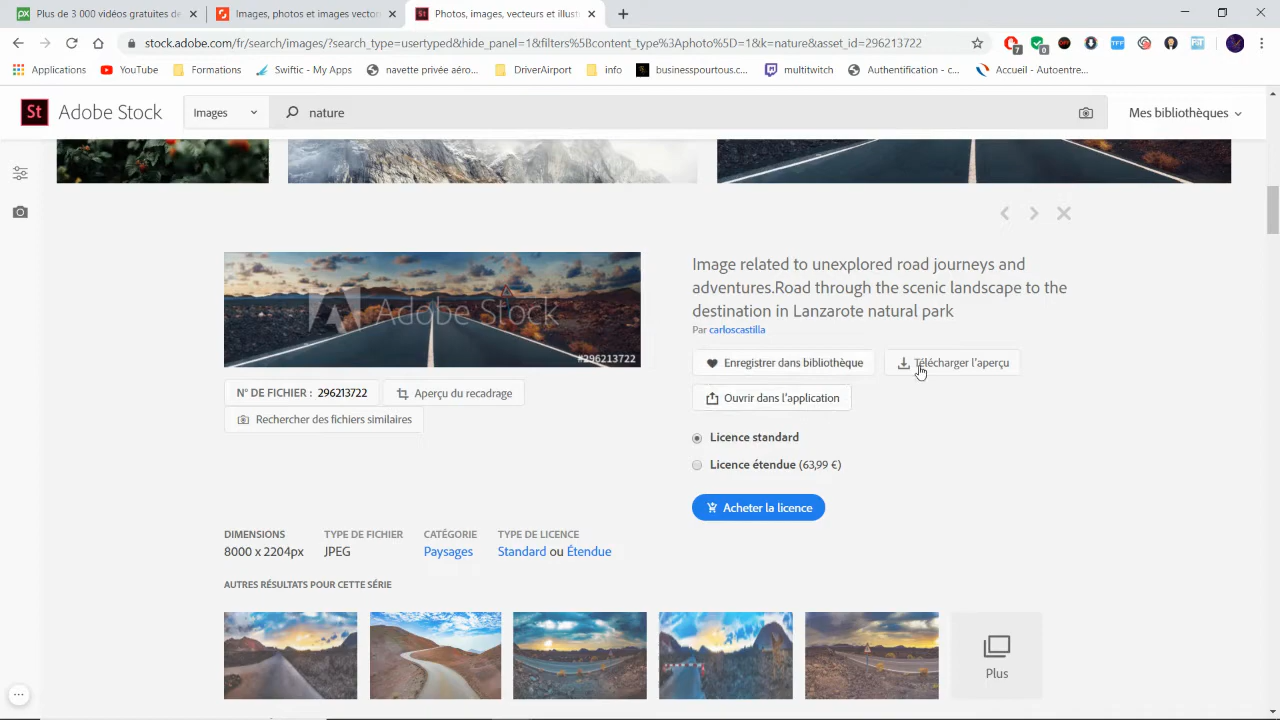 Plus de 3 000 vidéos gratuites de
Images, photos et images vecto
Photos, images, vecteurs et illust
stock.adobe.com/fr/search/images/?search_type=usertyped&hide_panel=1&filters%5Bcontent_type%3Aphoto%5D=1&k=nature&asset_id=296213722
Applications
YouTube
Formations
Swiftic - My Apps
navette privée aéro...
DriverAirport
info
businesspourtous.c...
multitwitch
Authentification - c...
Accueil - Autoentre...
St Adobe Stock
Images
nature
Mes bibliothèques
Adobe Stock
#296213722
Image related to unexplored road journeys and
adventures.Road through the scenic landscape to the
destination in Lanzarote natural park
Par carloscastilla
Enregistrer dans bibliothèque
Télécharger l'aperçu
Ouvrir dans l'application
N° DE FICHIER : 296213722
Aperçu du recadrage
Rechercher des fichiers similaires
Licence standard
Licence étendue (63,99 €)
Acheter la licence
DIMENSIONS
TYPE DE FICHIER
CATÉGORIE
TYPE DE LICENCE
8000 x 2204px
JPEG
Paysages
Standard ou Étendue
AUTRES RÉSULTATS POUR CETTE SÉRIE
Plus